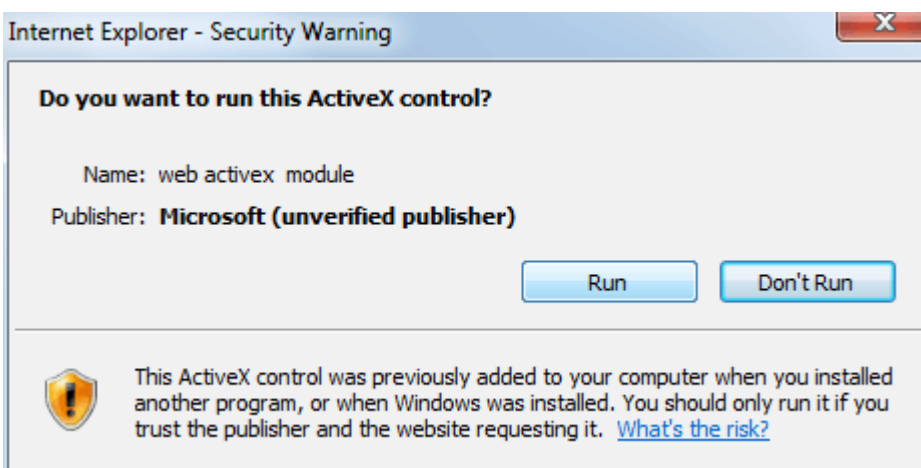 Internet Explorer - Security Warning
Do you want to run this ActiveX control?
Name: web activex module
Publisher: Microsoft (unverified publisher)
Run Don't Run
This ActiveX control was previously added to your computer when you installed
another program, or when Windows was installed. You should only run it if you
trust the publisher and the website requesting it. What's the risk?